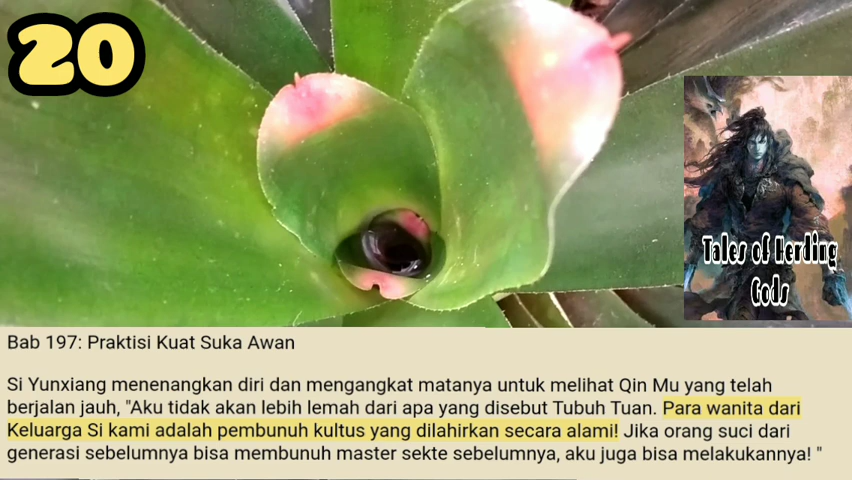 20
Tales of Herding
Gods
Bab 197: Praktisi Kuat Suka Awan
Si Yunxiang menenangkan diri dan mengangkat matanya untuk melihat Qin Mu yang telah
berjalan jauh, "Aku tidak akan lebih lemah dari apa yang disebut Tubuh Tuan. Para wanita dari
Keluarga Si kami adalah pembunuh kultus yang dilahirkan secara alami! Jika orang suci dari
generasi sebelumnya bisa membunuh master sekte sebelumnya, aku juga bisa melakukannya! "